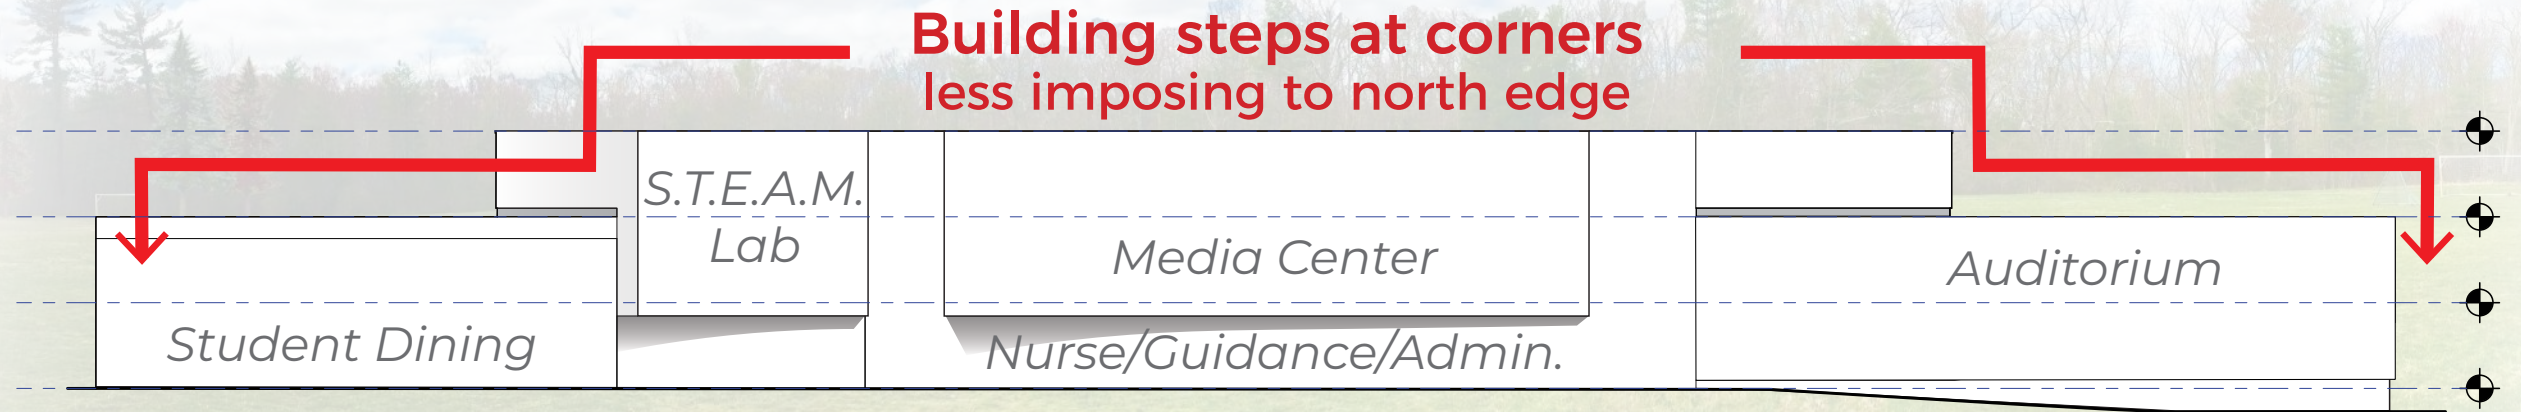 Building steps at corners
less imposing to north edge
S.T.E.A.M.
Lab
Media Center
Auditorium
Student Dining
Nurse/Guidance/Admin.